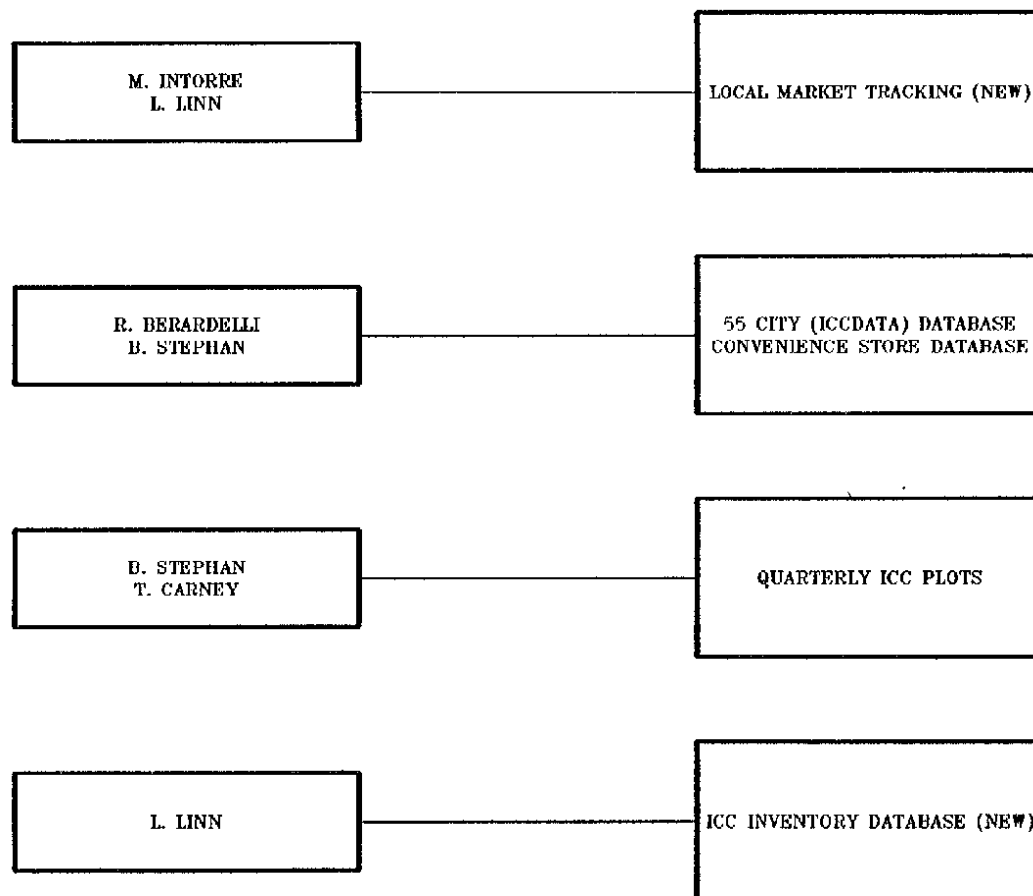 M. INTORRE
L. LINN
LOCAL MARKET TRACKING (NEW)
R. BERARDELLI
B. STEPHAN
55 CITY (ICCDATA) DATABASE
CONVENIENCE STORE DATABASE
B. STEPHAN
T. CARNEY
QUARTERLY ICC PLOTS
L. LINN
ICC INVENTORY DATABASE (NEW)